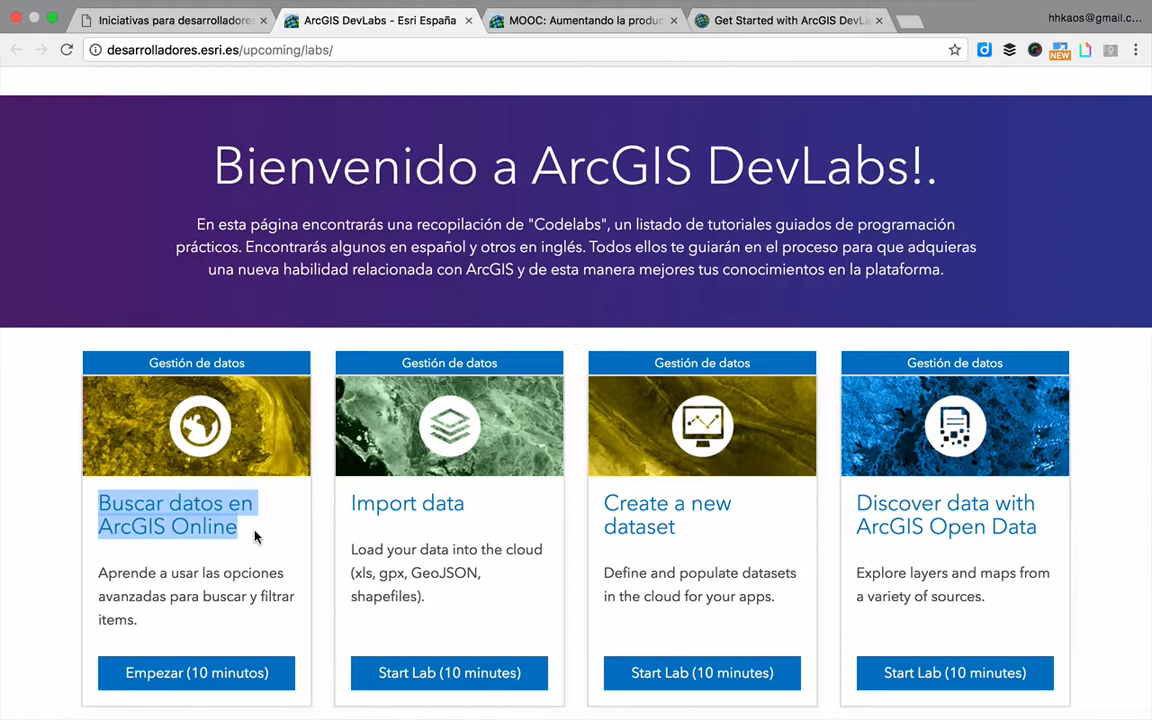 Iniciativas para desarrolladores
ArcGIS DevLabs - Esri España
MOOC: Aumentando la produc
Get Started with ArcGIS DevLa
hhkaos@gmail.c...
desarrolladores.esri.es/upcoming/labs/
NEW
Bienvenido a ArcGIS DevLabs!.
En esta página encontrarás una recopilación de "Codelabs", un listado de tutoriales guiados de programación
prácticos. Encontrarás algunos en español y otros en inglés. Todos ellos te guiarán en el proceso para que adquieras
una nueva habilidad relacionada con ArcGIS y de esta manera mejores tus conocimientos en la plataforma.
Gestión de datos
Buscar datos en
ArcGIS Online
Aprende a usar las opciones
avanzadas para buscar y filtrar
items.
Empezar (10 minutos)
Gestión de datos
Import data
Load your data into the cloud
(xls, gpx, GeoJSON,
shapefiles).
Start Lab (10 minutes)
Gestión de datos
Create a new
dataset
Define and populate datasets
in the cloud for your apps.
Start Lab (10 minutes)
Gestión de datos
Discover data with
ArcGIS Open Data
Explore layers and maps from
a variety of sources.
Start Lab (10 minutes)